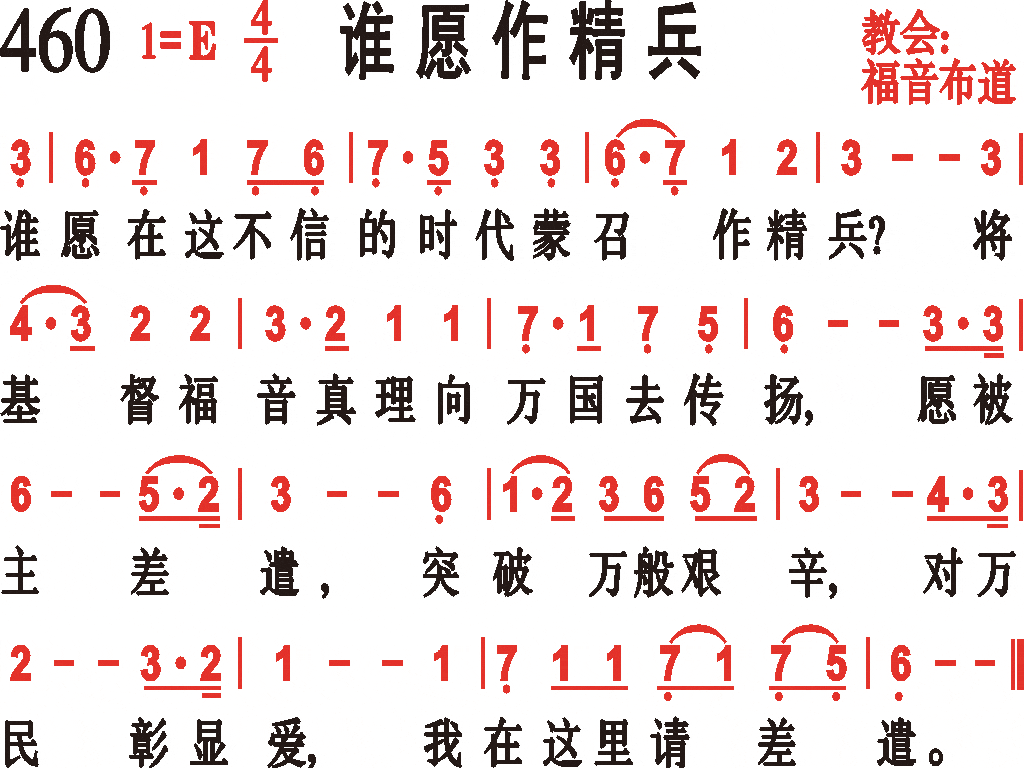 460 1=E 4/4 谁愿作精兵 教会:
福音布道
3 | 6 · 7 1 7 6 | 7 · 5 3 3 | 6 · 7 1 2 | 3 - - 3 |
谁愿在这不信的时代蒙召 作精兵? 将
4 · 3 2 2 | 3 · 2 1 1 | 7 · 1 7 5 | 6 - - 3 · 3 |
基 督福 音真理向 万国去传 扬, 愿被
6 - - 5 · 2 | 3 - - 6 | 1 · 2 3 6 5 2 | 3 - - 4 · 3 |
主 差 遣, 突破 万般艰 辛, 对万
2 - - 3 · 2 | 1 - - 1 | 7 1 1 7 1 7 5 | 6 - - ‖
民 彰显 爱, 我在这里请 差 遣。